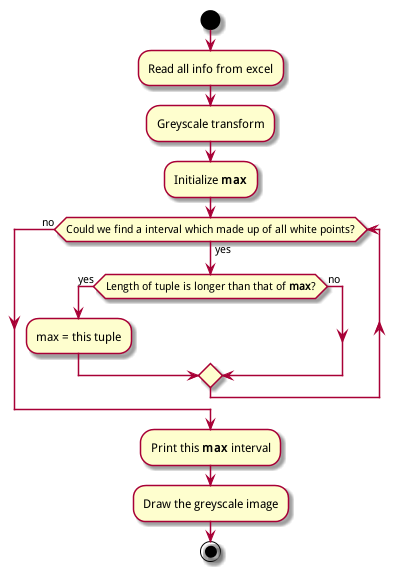 Read all info from excel
Greyscale transform
Initialize max
no
Could we find a interval which made up of all white points?
yes
yes
Length of tuple is longer than that of max?
no
max = this tuple
Print this max interval
Draw the greyscale image